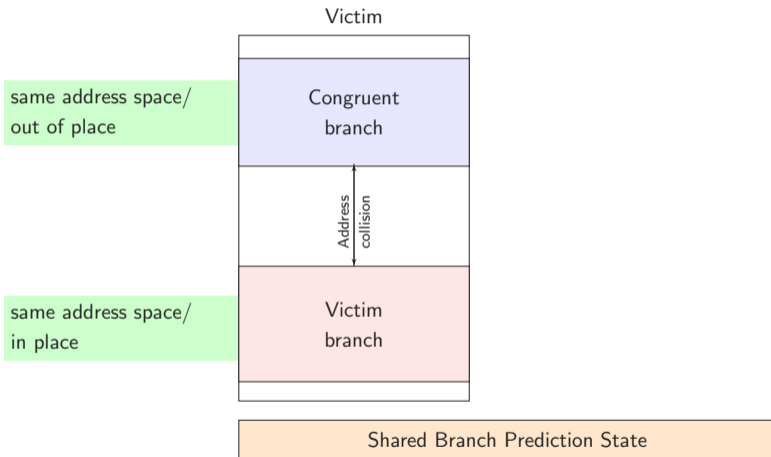 Victim
same address space/
out of place
Congruent
branch
Address
collision
same address space/
in place
Victim
branch
Shared Branch Prediction State